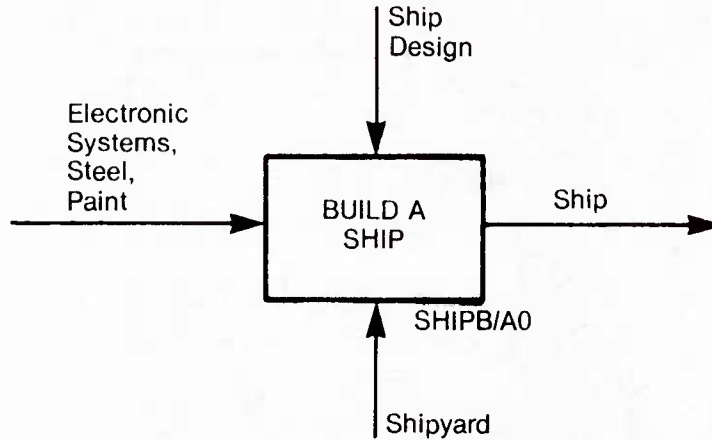 Ship
Design
Electronic
Systems,
Steel,
Paint
BUILD A
SHIP
Ship
SHIPB/A0
Shipyard